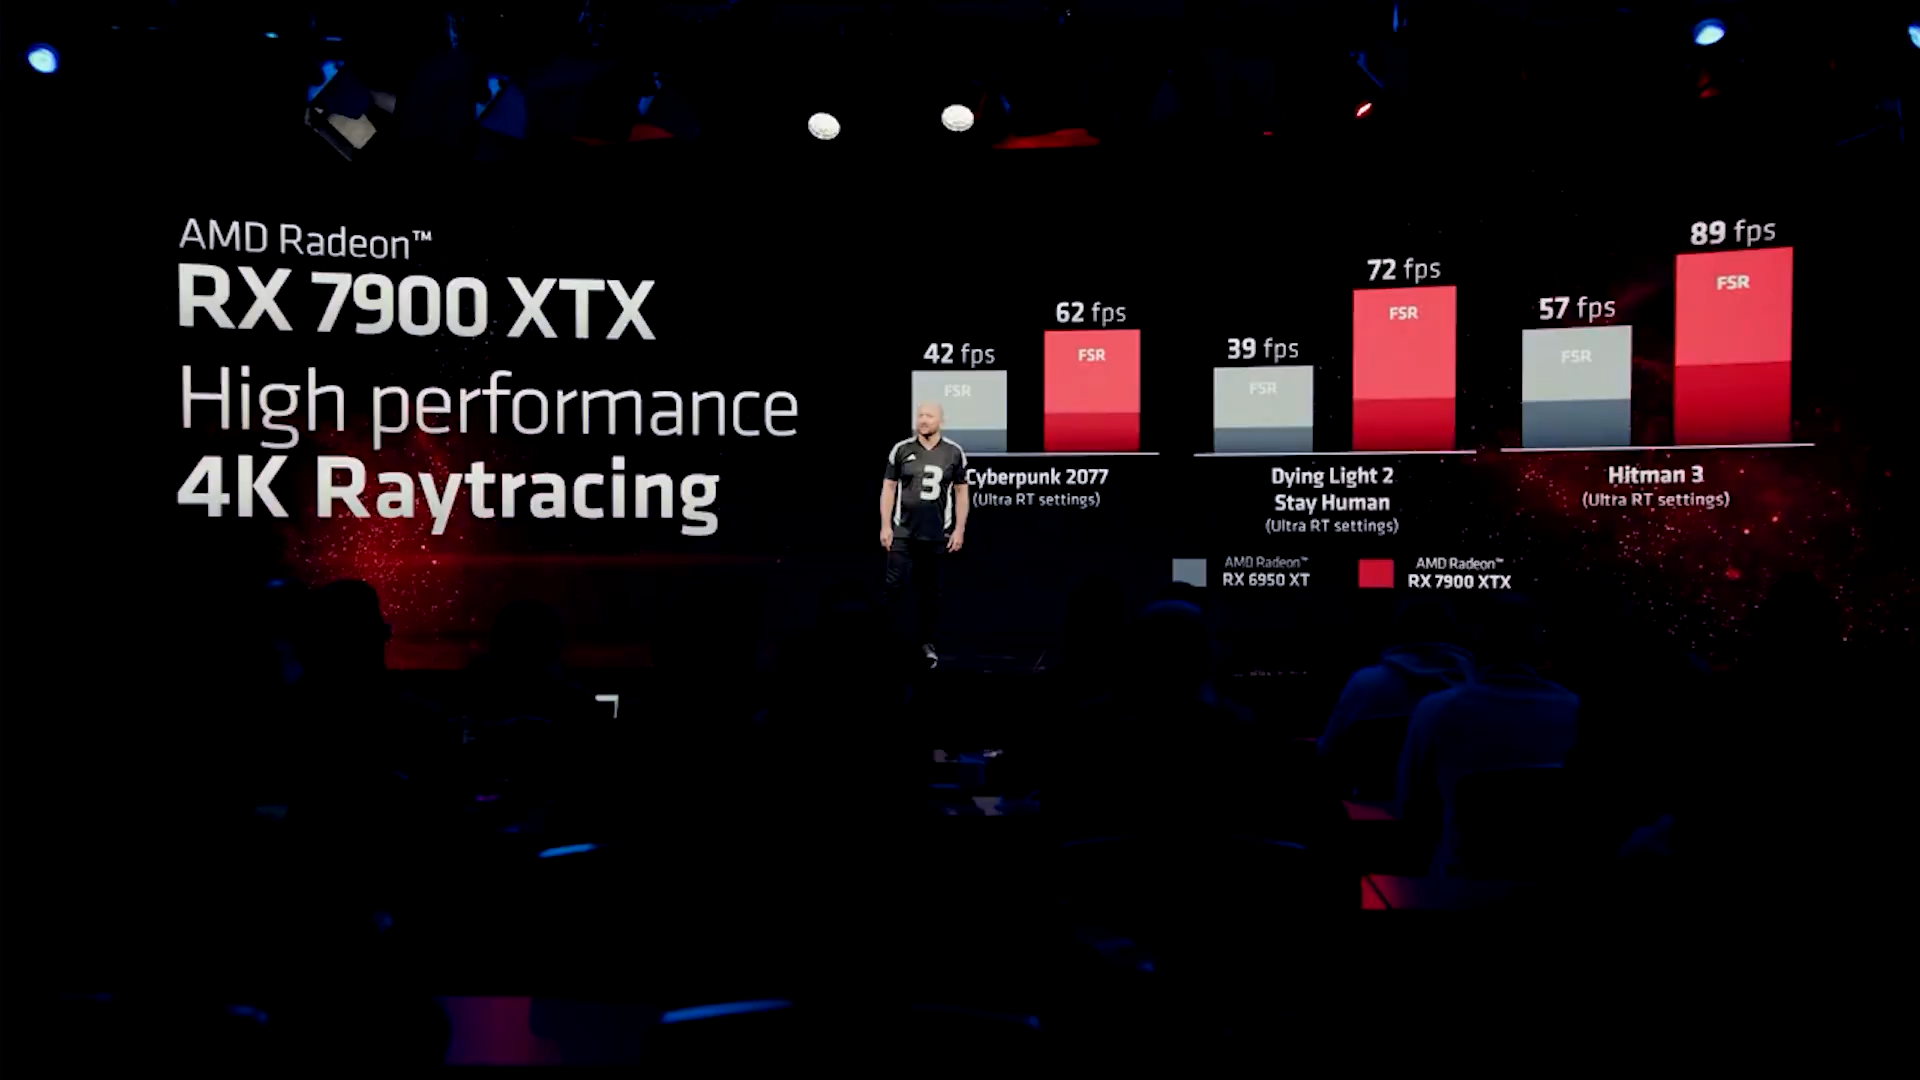 AMD Radeon™
RX 7900 XTX
High performance
4K Raytracing
42 fps
FSR
62 fps
FSR
Cyberpunk 2077
(Ultra RT settings)
39 fps
FSR
72 fps
FSR
Dying Light 2
Stay Human
(Ultra RT settings)
57 fps
FSR
89 fps
FSR
Hitman 3
(Ultra RT settings)
AMD Radeon™
RX 6950 XT
AMD Radeon™
RX 7900 XTX
3